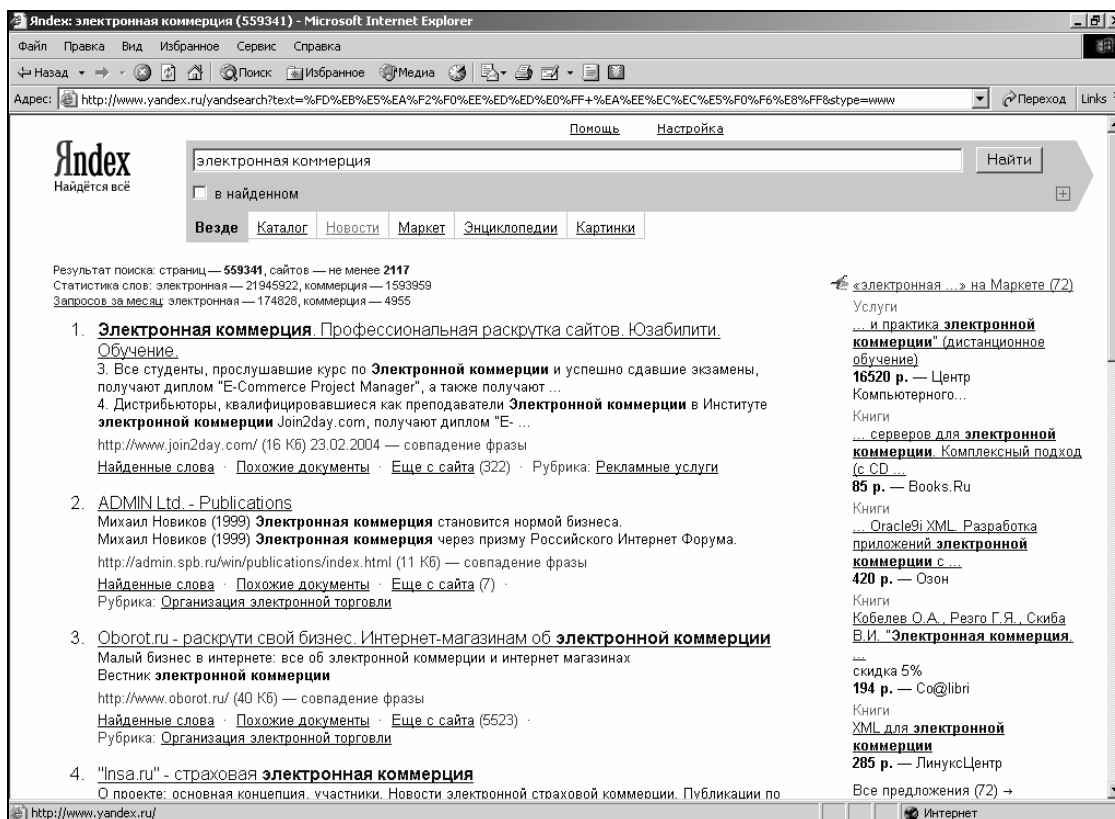 Яndex: электронная коммерция (559341) - Microsoft Internet Explorer
Файл Правка Вид Избранное Сервис Справка
Назад Поиск Избранное Медиа
Адрес: http://www.yandex.ru/yandsearch?text=%FD%EB%E5%EA%F2%F0%EE%ED%ED%E0%FF+%EA%EE%EC%EC%E5%F0%F6%E8%FF&stype=www Переход Links
Помощь Настройка
Яndex
Найдётся всё
электронная коммерция Найти
в найденном
Везде Каталог Новости Маркет Энциклопедии Картинки
Результат поиска: страниц — 559341, сайтов — не менее 2117
Статистика слов: электронная — 21945922, коммерция — 1593959
Запросов за месяц: электронная — 174828, коммерция — 4955
1. Электронная коммерция. Профессиональная раскрутка сайтов. Юзабилити.
Обучение.
3. Все студенты, прослушавшие курс по Электронной коммерции и успешно сдавшие экзамены,
получают диплом "E-Commerce Project Manager", а также получают ...
4. Дистрибьюторы, квалифицировавшиеся как преподаватели Электронной коммерции в Институте
электронной коммерции Join2day.com, получают диплом "E- ...
http://www.join2day.com/ (16 Кб) 23.02.2004 — совпадение фразы
Найденные слова · Похожие документы · Еще с сайта (322) · Рубрика: Рекламные услуги
2. ADMIN Ltd. - Publications
Михаил Новиков (1999) Электронная коммерция становится нормой бизнеса.
Михаил Новиков (1999) Электронная коммерция через призму Российского Интернет Форума.
http://admin.spb.ru/win/publications/index.html (11 Кб) — совпадение фразы
Найденные слова · Похожие документы · Еще с сайта (7) ·
Рубрика: Организация электронной торговли
3. Oborot.ru - раскрути свой бизнес. Интернет-магазинам об электронной коммерции
Малый бизнес в интернете: все об электронной коммерции и интернет магазинах
Вестник электронной коммерции
http://www.oborot.ru/ (40 Кб) — совпадение фразы
Найденные слова · Похожие документы · Еще с сайта (5523) ·
Рубрика: Организация электронной торговли
4. "Insa.ru" - страховая электронная коммерция
О проекте: основная концепция, участники. Новости электронной страховой коммерции. Публикации по
«электронная ...» на Маркете (72)
Услуги
... и практика электронной
коммерции" (дистанционное
обучение)
16520 р. — Центр
Компьютерного...
Книги
... серверов для электронной
коммерции. Комплексный подход
(с CD ...
85 р. — Books.Ru
Книги
... Oracle9i XML. Разработка
приложений электронной
коммерции с ...
420 р. — Озон
Книги
Кобелев О.А., Резго Г.Я., Скиба
В.И. "Электронная коммерция.
...
скидка 5%
194 р. — Co@libri
Книги
XML для электронной
коммерции
285 р. — ЛинуксЦентр
Все предложения (72) →
http://www.yandex.ru/ Интернет